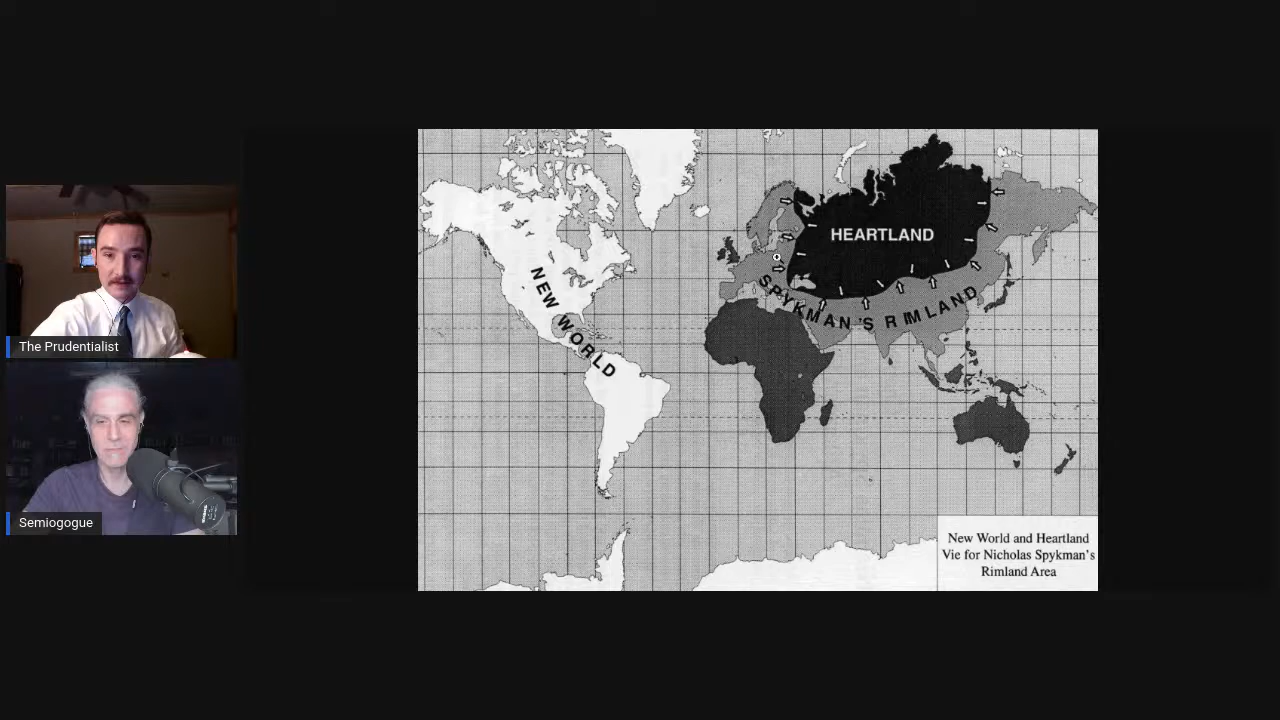 The Prudentialist
Semiogogue
HEARTLAND
NEW WORLD
SPYKMAN'S RIMLAND
New World and Heartland
Vie for Nicholas Spykman's
Rimland Area